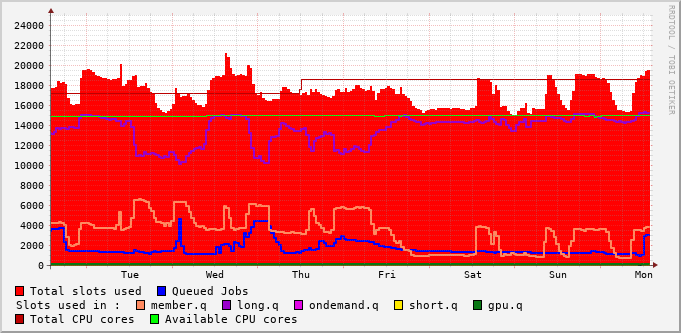 RRDTOOL / TOBI OETIKER
24000
22000
20000
18000
16000
14000
12000
10000
8000
6000
4000
2000
0
Tue Wed Thu Fri Sat Sun Mon
Total slots used Queued Jobs
Slots used in : member.q long.q ondemand.q short.q gpu.q
Total CPU cores Available CPU cores